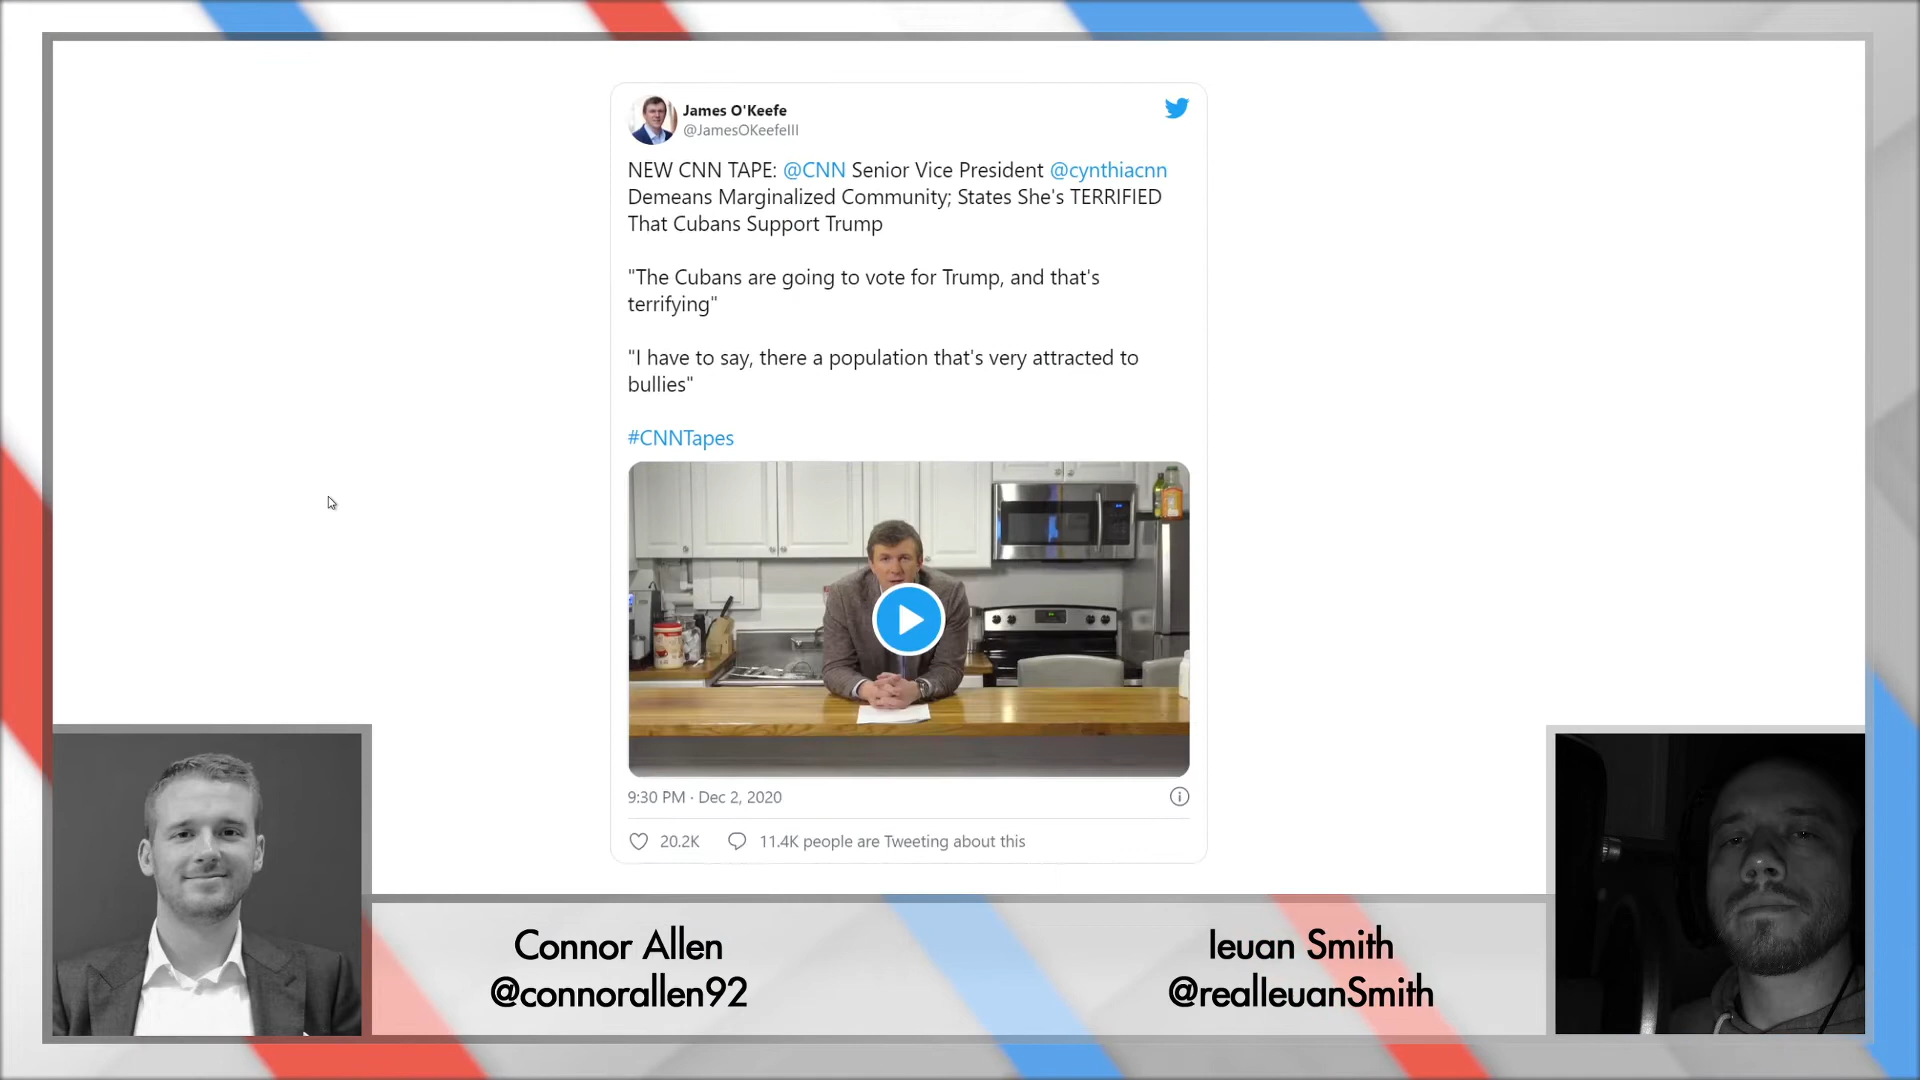 James O'Keefe
@JamesOKeefeIII
NEW CNN TAPE: @CNN Senior Vice President @cynthiacnn
Demeans Marginalized Community; States She's TERRIFIED
That Cubans Support Trump
"The Cubans are going to vote for Trump, and that's
terrifying"
"I have to say, there a population that's very attracted to
bullies"
#CNNTapes
9:30 PM · Dec 2, 2020
20.2K 11.4K people are Tweeting about this
Connor Allen
@connorallen92
Ieuan Smith
@realIeuanSmith